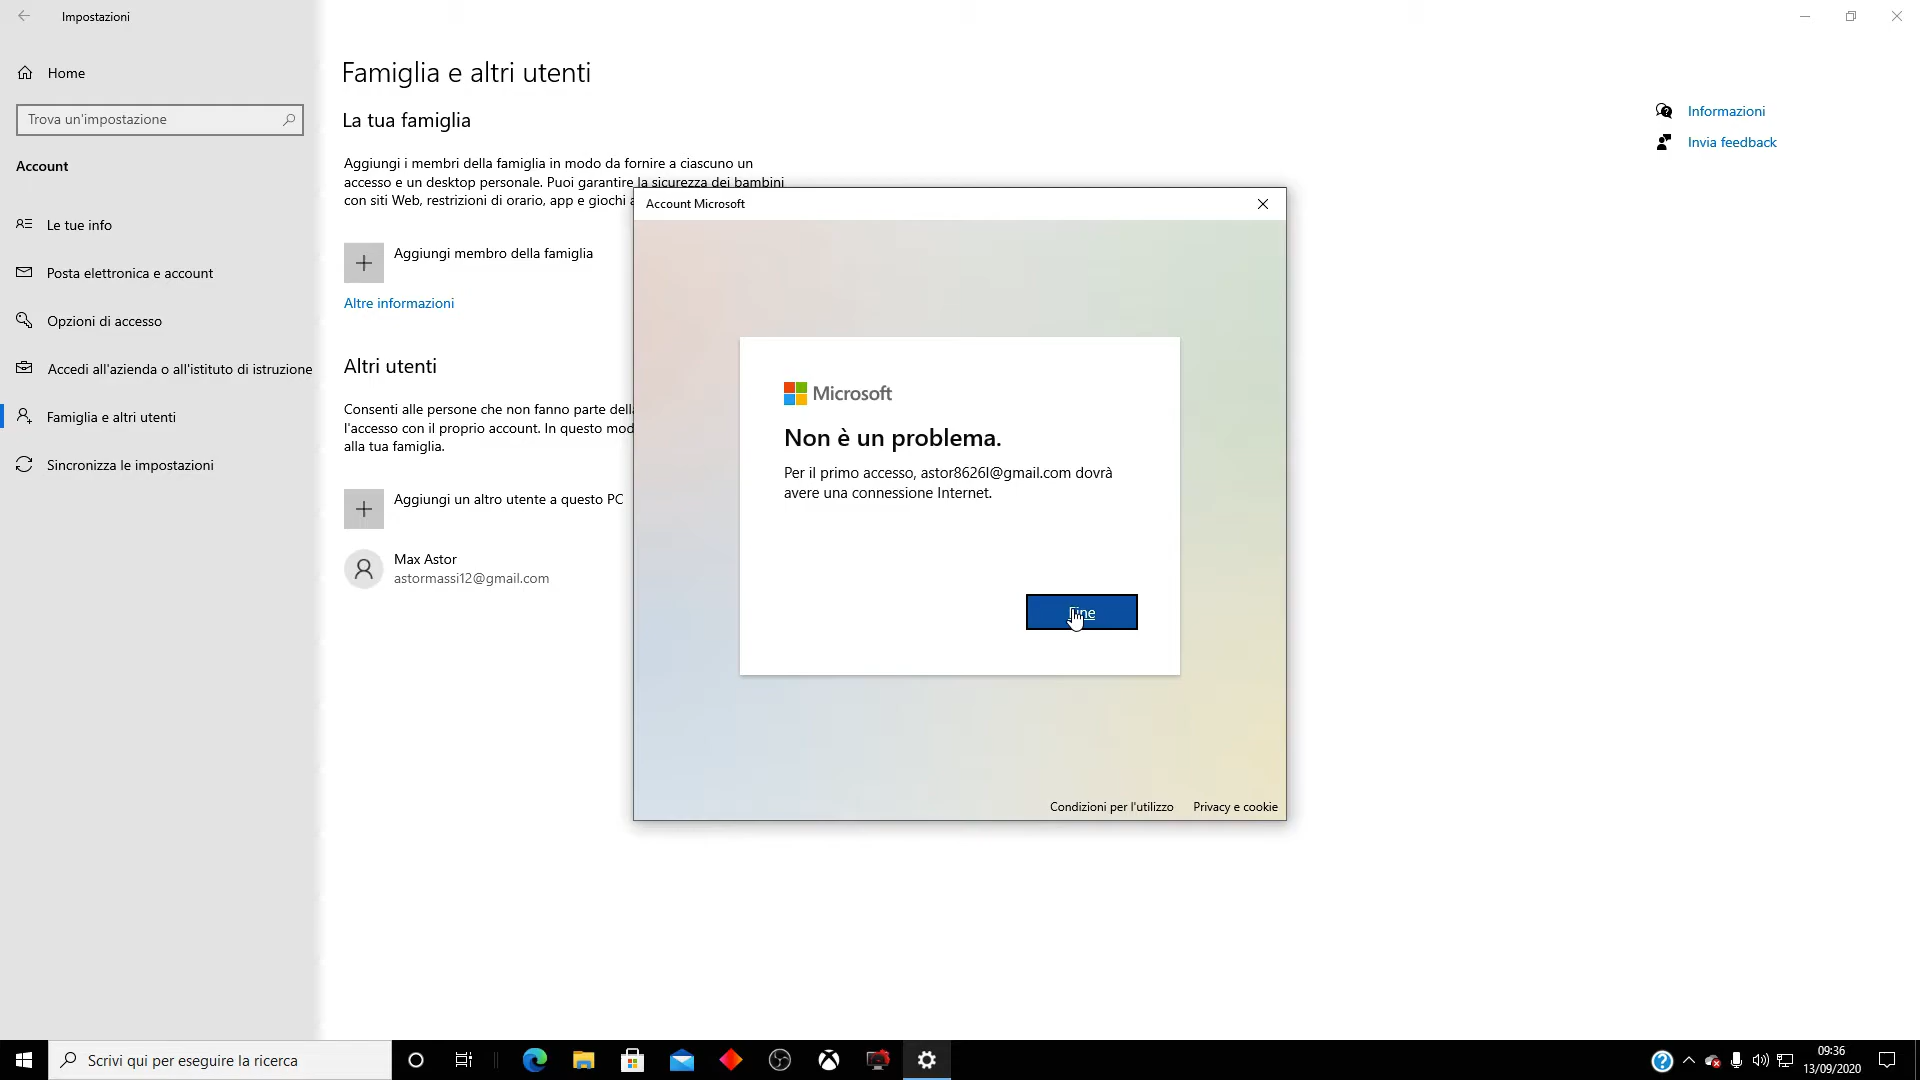 Impostazioni
Home
Trova un'impostazione
Account
Le tue info
Posta elettronica e account
Opzioni di accesso
Accedi all'azienda o all'istituto di istruzione
Famiglia e altri utenti
Sincronizza le impostazioni
Famiglia e altri utenti
La tua famiglia
Aggiungi i membri della famiglia in modo da fornire a ciascuno un
accesso e un desktop personale. Puoi garantire la sicurezza dei bambini
con siti Web, restrizioni di orario, app e giochi
Aggiungi membro della famiglia
Altre informazioni
Altri utenti
Consenti alle persone che non fanno parte
l'accesso con il proprio account. In questo
alla tua famiglia.
Aggiungi un altro utente a questo PC
Max Astor
astormassi12@gmail.com
Informazioni
Invia feedback
Account Microsoft
Microsoft
Non è un problema.
Per il primo accesso, astor8626l@gmail.com dovrà
avere una connessione Internet.
Fine
Condizioni per l'utilizzo Privacy e cookie
Scrivi qui per eseguire la ricerca
09:36
13/09/2020